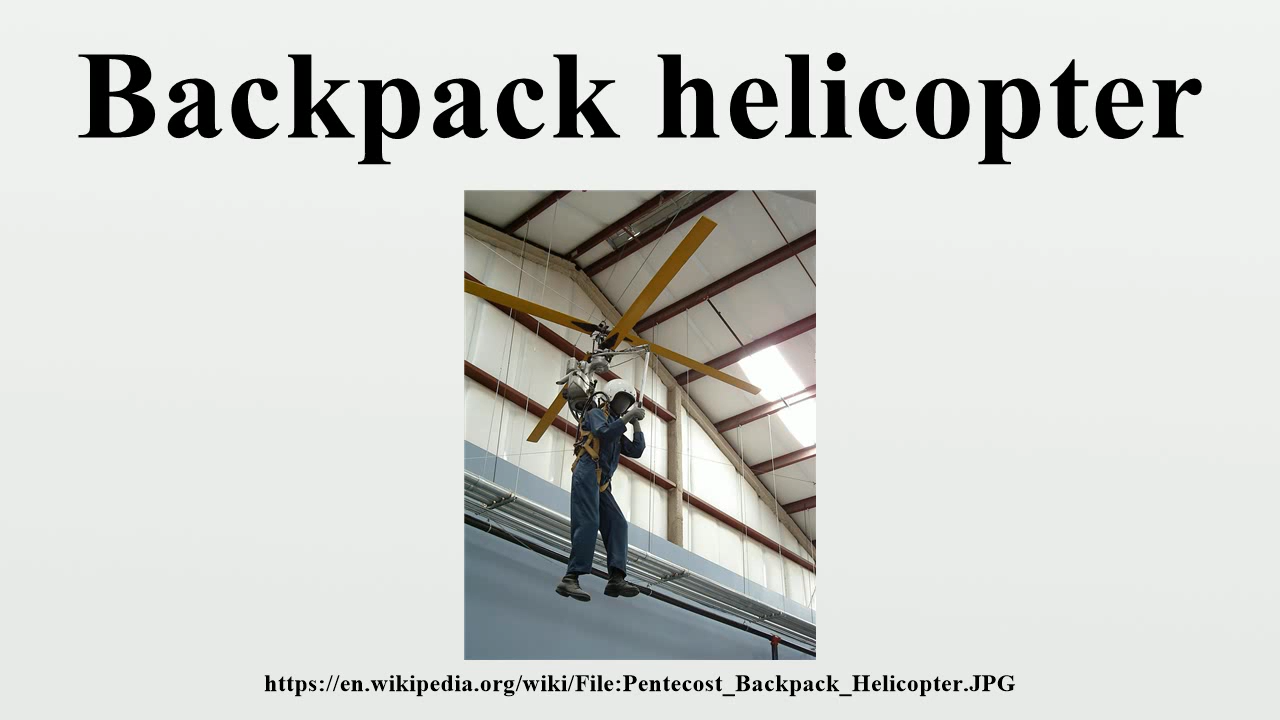 Backpack helicopter
https://en.wikipedia.org/wiki/File:Pentecost_Backpack_Helicopter.JPG